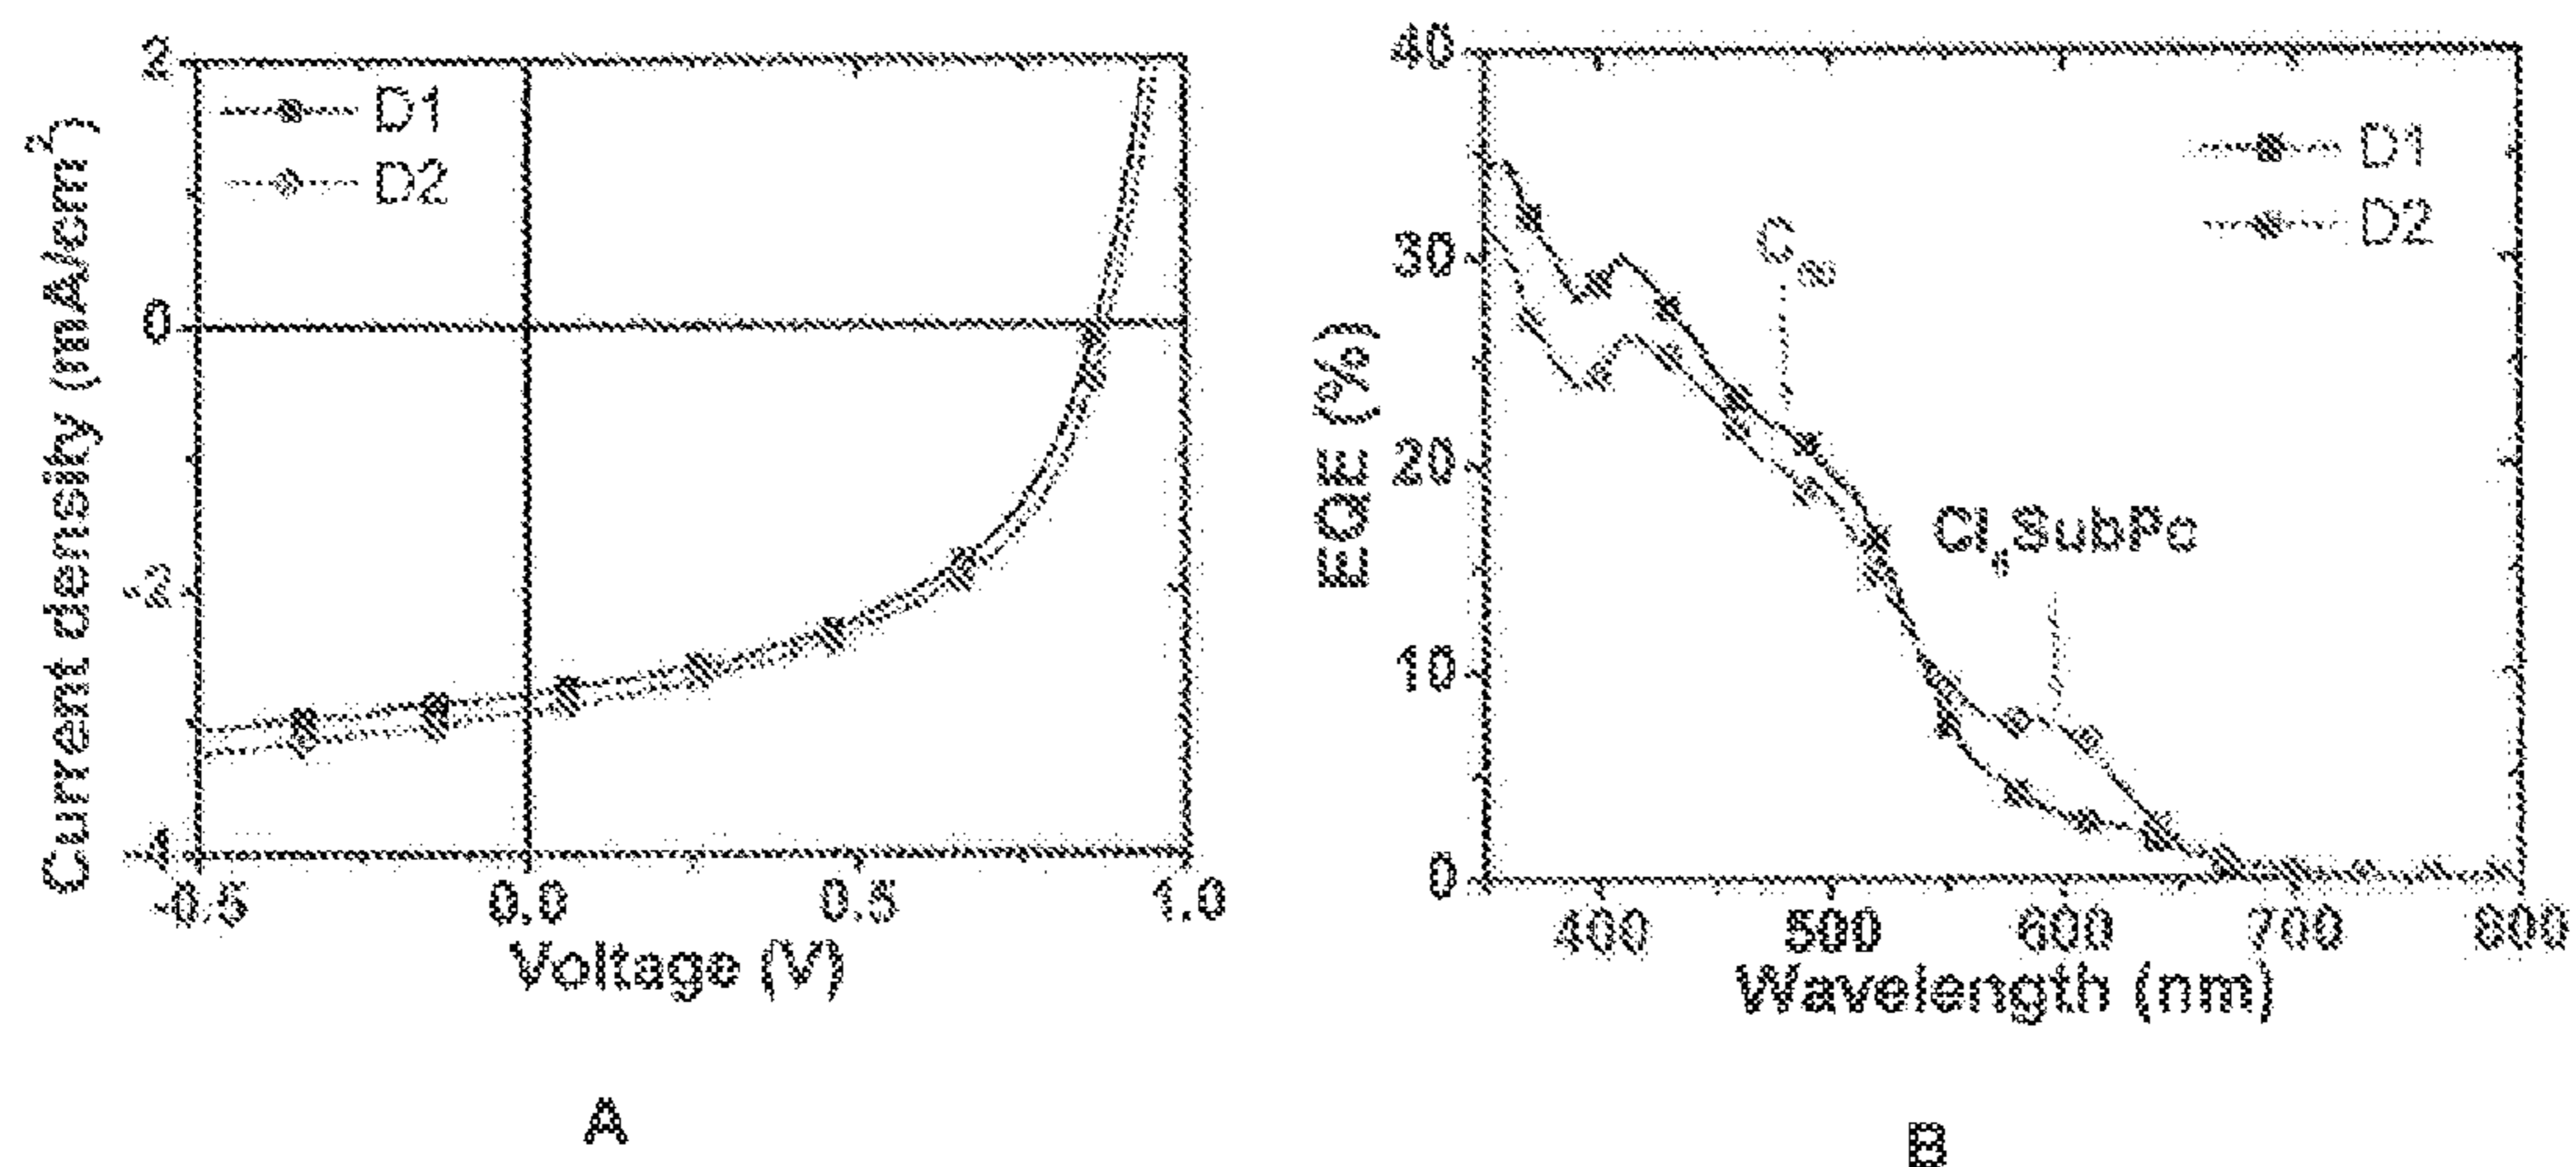 2
0
-2
-4
Current density (mA/cm²)
D1
D2
-0.5 0.0 0.5 1.0
Voltage (V)
A
40
30
20
10
0
EQE (%)
D1
D2
C₆₀
Cl₆SubPc
400 500 600 700 800
Wavelength (nm)
B